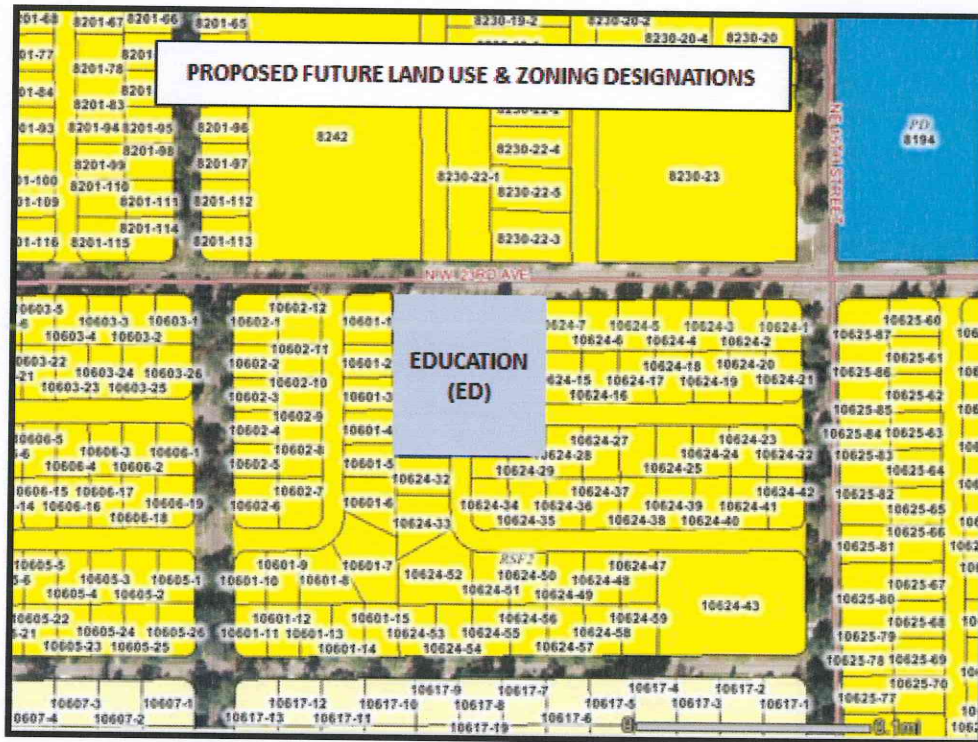 PROPOSED FUTURE LAND USE & ZONING DESIGNATIONS
8201-66 8201-65 8230-19-2 8230-20-2
8201-67 8230-20-4 8230-20
8201-78
8201-83
8201-94 8201-95 8201-96 8242 8230-22-4 PD
8201-98 8194
8201-99 8201-97 8230-22-1 8230-23
8201-110 8230-22-5
8201-111 8201-112
8201-114 8230-22-3
8201-115 8201-113
N.W. 23RD AVE
10603-5 10603-3 10603-1 10602-12 10601-1 10624-5 10624-3 10624-1 10625-60
10603-4 10603-2 10602-1 10624-6 10624-4 10624-2 10625-87
10602-11
EDUCATION
(ED)
10603-22 10602-2 10601-2 10624-18 10624-20 10625-61
10603-24 10603-26 10602-10 10624-17 10624-19 10624-21 10625-86
10603-23 10603-25 10602-3 10601-3 10624-16 10625-62
10602-9 10625-85
10606-5 10602-4 10601-4 10624-27 10624-23 10625-84 10625-63
10606-3 10606-1 10602-8 10624-24 10624-22 10625-83
10606-4 10606-2 10602-5 10601-5 10624-29 10624-25 10625-64
10624-32
10606-15 10606-17 10602-7 10624-37 10624-42 10625-82
10606-16 10606-19 10602-6 10601-6 10624-34 10624-36 10624-39 10624-41 10625-65
10606-18 10624-33 10624-35 10624-38 10624-40 10625-66
10625-81
RSF2
10605-5 10601-9 10601-7 10624-50 10624-47
10605-3 10605-1 10601-10 10601-8 10624-52 10624-48 10625-67
10605-4 10605-2 10624-51 10624-49 10625-80
10624-43
10605-22 10601-12 10601-15 10624-56 10624-59 10625-68
10605-24 10605-26 10601-11 10601-13 10624-53 10624-55 10624-58 10625-79
10605-23 10605-25 10601-14 10624-54 10624-57 10625-78 10625-69
10625-70
10607-3 10607-1 10617-12 10617-9 10617-7 10617-4 10617-2 10625-77
10607-4 10607-2 10617-13 10617-11 10617-10 10617-8 10617-6 10617-5 10617-3 10617-1
10617-19
0 0.1mi